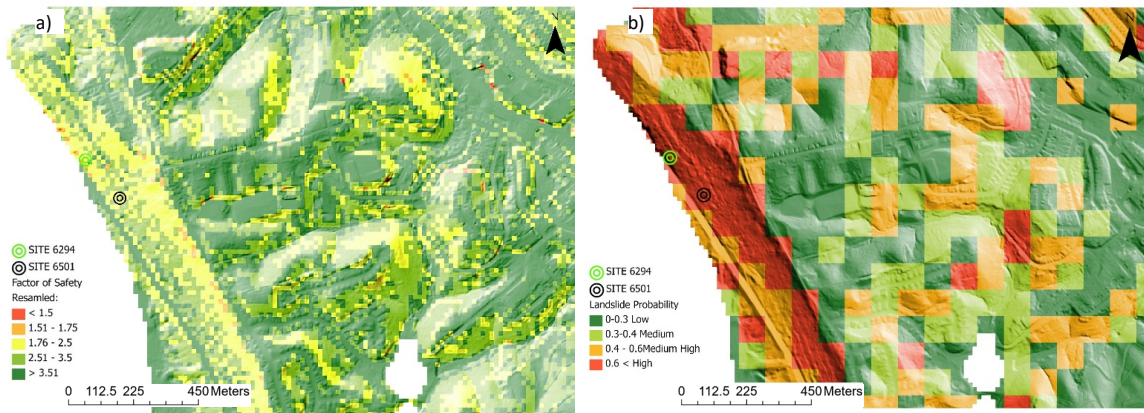 a)
SITE 6294
SITE 6501
Factor of Safety
Resamled:
< 1.5
1.51 - 1.75
1.76 - 2.5
2.51 - 3.5
> 3.51
0 112.5 225 450 Meters
b)
SITE 6294
SITE 6501
Landslide Probability
0-0.3 Low
0.3-0.4 Medium
0.4 - 0.6Medium High
0.6 < High
0 112.5 225 450 Meters